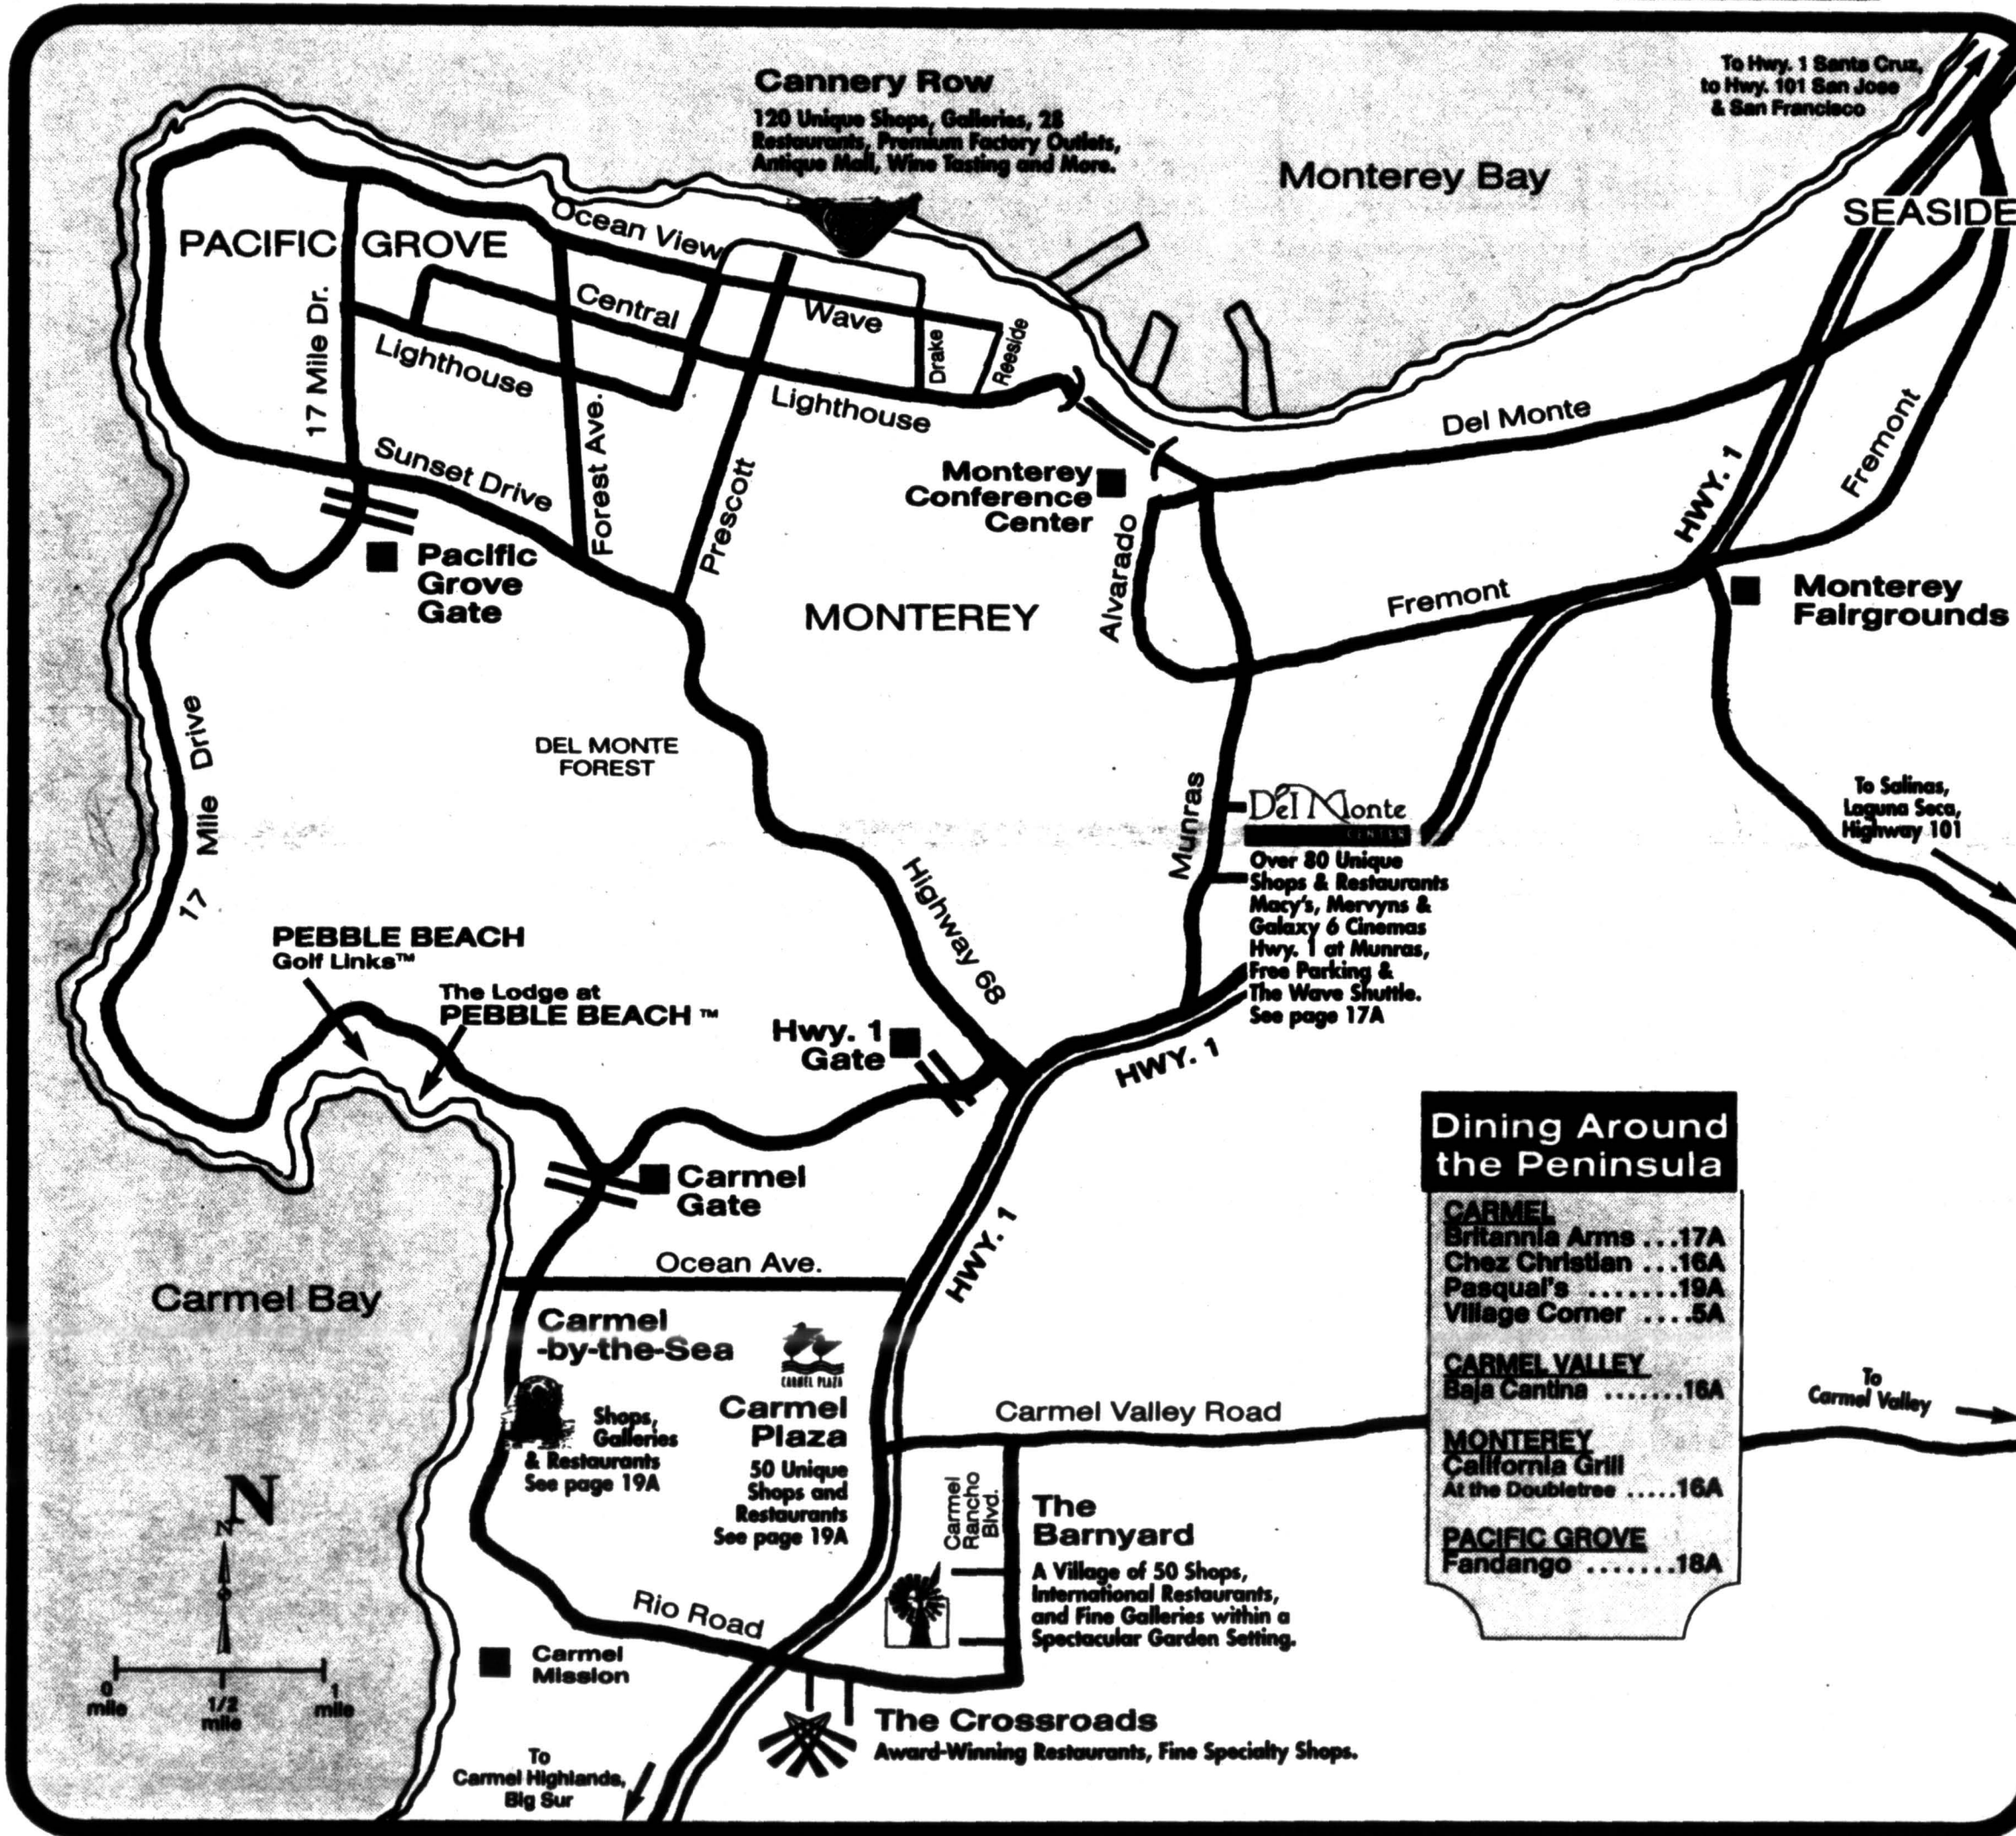 Cannery Row
120 Unique Shops, Galleries, 28
Restaurants, Premium Factory Outlets,
Antique Mall, Wine Tasting and More.
To Hwy. 1 Santa Cruz,
to Hwy. 101 San Jose
& San Francisco
Monterey Bay
SEASIDE
PACIFIC GROVE
Ocean View
Central
Wave
Drake
Reeside
17 Mile Dr.
Lighthouse
Lighthouse
Sunset Drive
Forest Ave.
Prescott
Del Monte
HWY. 1
Fremont
Monterey
Conference
Center
Alvarado
Pacific
Grove
Gate
MONTEREY
Fremont
Monterey
Fairgrounds
17 Mile Drive
DEL MONTE
FOREST
Munras
Del Monte
CENTER
Over 80 Unique
Shops & Restaurants
Macy's, Mervyns &
Galaxy 6 Cinemas
Hwy. 1 at Munras,
Free Parking &
The Wave Shuttle.
See page 17A
To Salinas,
Laguna Seca,
Highway 101
Highway 68
PEBBLE BEACH
Golf Links™
The Lodge at
PEBBLE BEACH ™
Hwy. 1
Gate
HWY. 1
Carmel
Gate
HWY. 1
Ocean Ave.
Carmel Bay
Carmel
-by-the-Sea
Shops,
Galleries
& Restaurants
See page 19A
CARMEL PLAZA
Carmel
Plaza
50 Unique
Shops and
Restaurants
See page 19A
Carmel Valley Road
To
Carmel Valley
Carmel
Rancho
Blvd.
The
Barnyard
A Village of 50 Shops,
International Restaurants,
and Fine Galleries within a
Spectacular Garden Setting.
Dining Around
the Peninsula
CARMEL
Britannia Arms ...17A
Chez Christian ...16A
Pasqual's .......19A
Village Corner ....5A
CARMEL VALLEY
Baja Cantina .......16A
MONTEREY
California Grill
At the Doubletree .....16A
PACIFIC GROVE
Fandango .......18A
N
N
0
mile
1/2
mile
1
mile
Rio Road
Carmel
Mission
The Crossroads
Award-Winning Restaurants, Fine Specialty Shops.
To
Carmel Highlands,
Big Sur